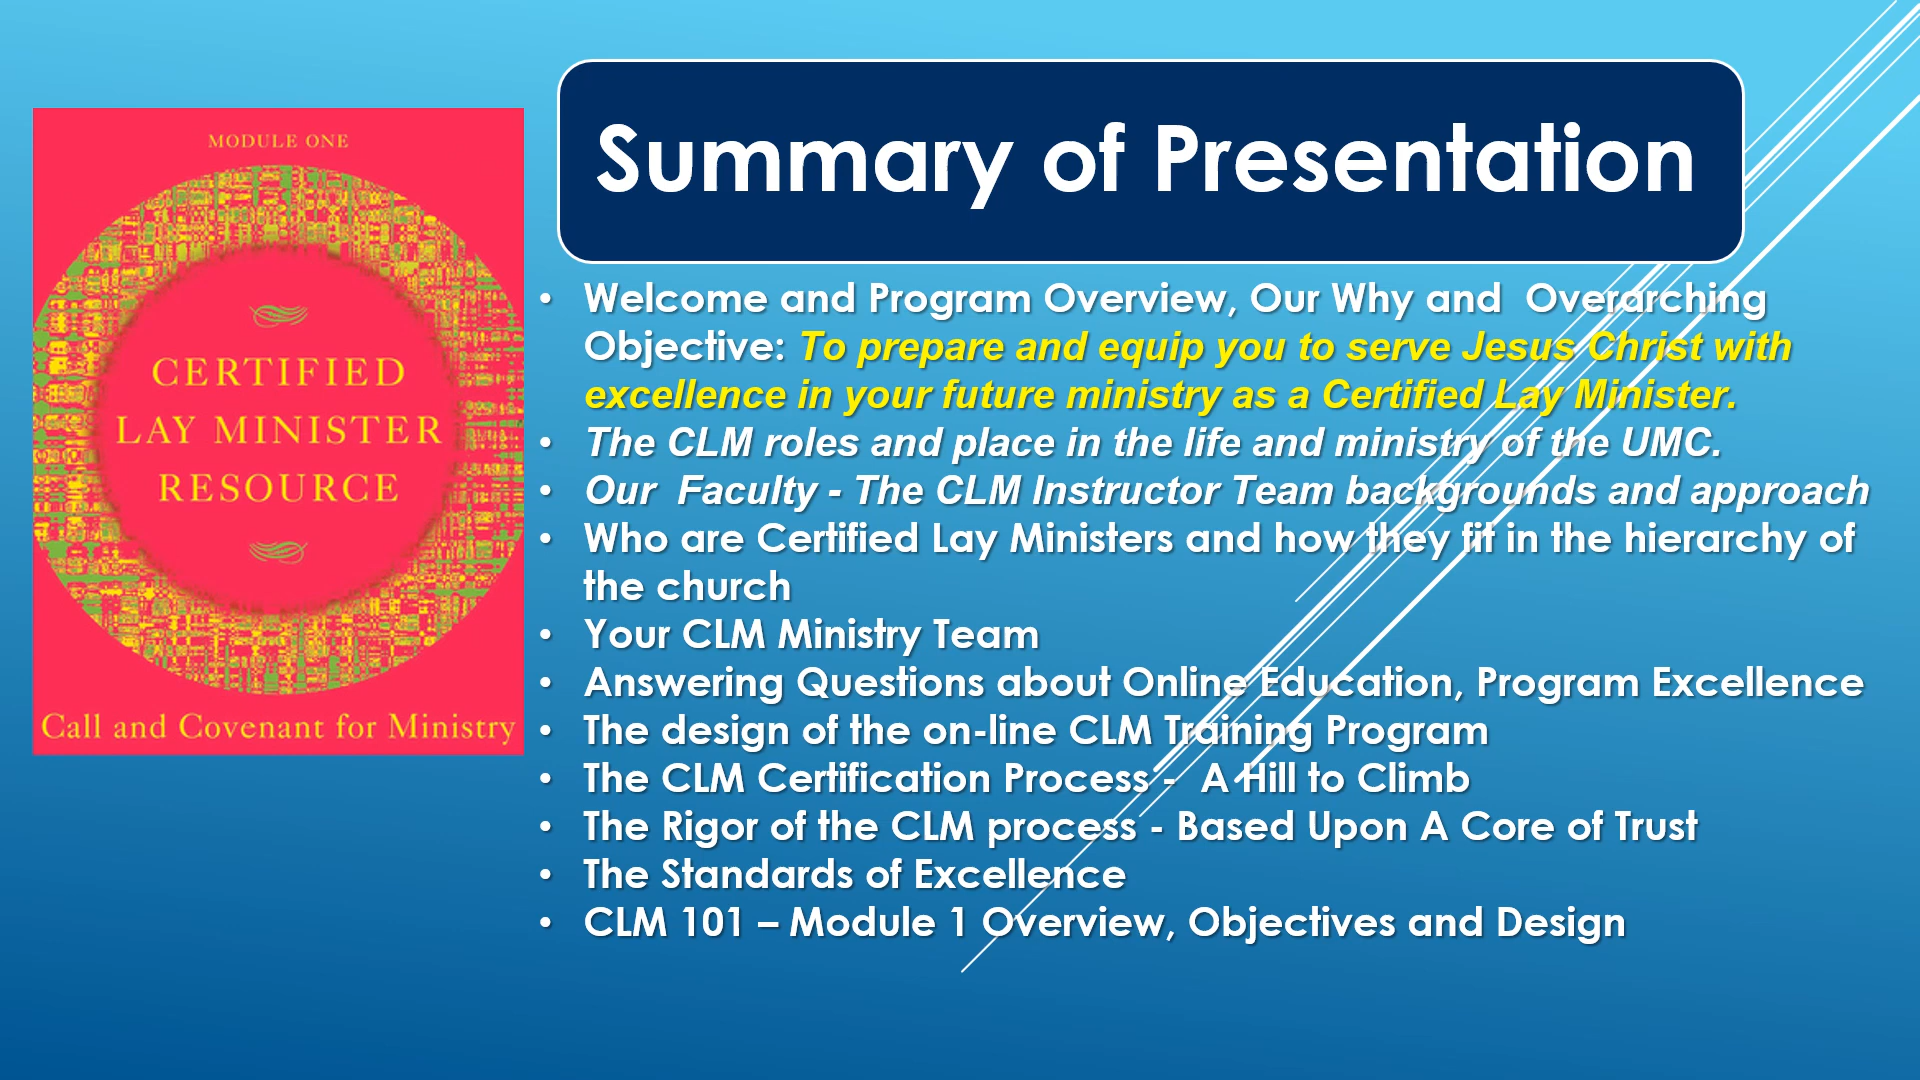 MODULE ONE
CERTIFIED
LAY MINISTER
RESOURCE
Call and Covenant for Ministry
Summary of Presentation
• Welcome and Program Overview, Our Why and  Overarching
Objective: To prepare and equip you to serve Jesus Christ with
excellence in your future ministry as a Certified Lay Minister.
• The CLM roles and place in the life and ministry of the UMC.
• Our  Faculty - The CLM Instructor Team backgrounds and approach
• Who are Certified Lay Ministers and how they fit in the hierarchy of
the church
• Your CLM Ministry Team
• Answering Questions about Online Education, Program Excellence
• The design of the on-line CLM Training Program
• The CLM Certification Process -  A Hill to Climb
• The Rigor of the CLM process - Based Upon A Core of Trust
• The Standards of Excellence
• CLM 101 – Module 1 Overview, Objectives and Design